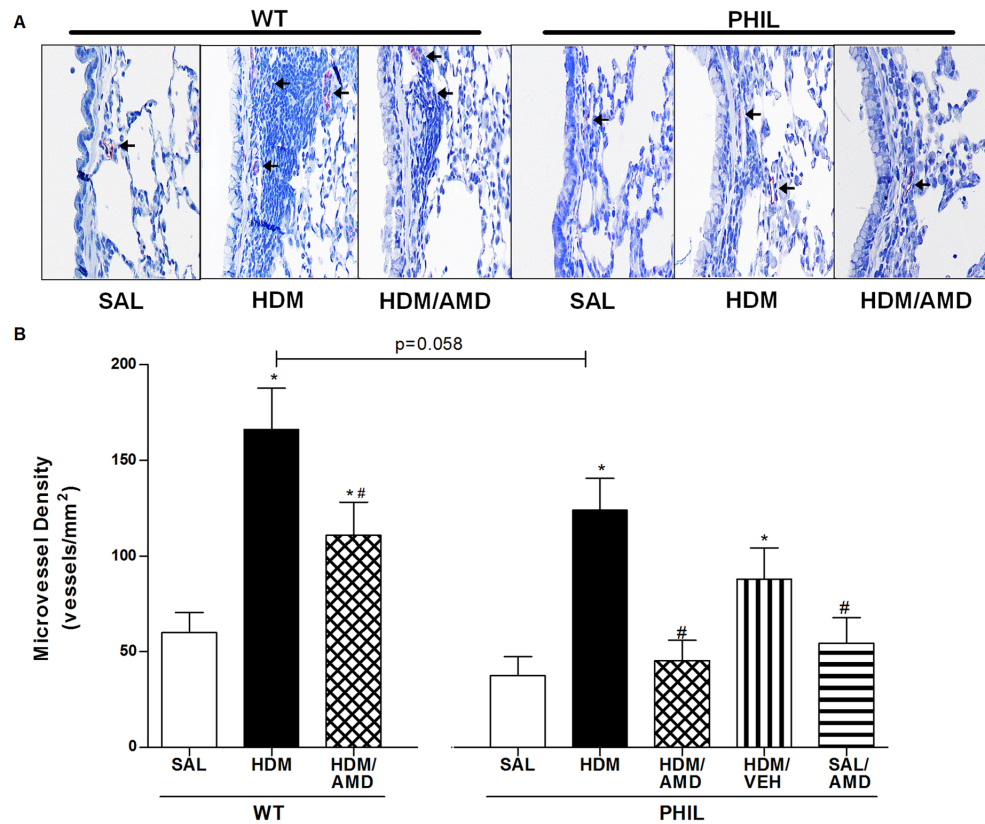 A
WT PHIL
SAL HDM HDM/AMD SAL HDM HDM/AMD
B
p=0.058
Microvessel Density
(vessels/mm²)
200
150
100
50
0
* *# * # * #
SAL HDM HDM/ SAL HDM HDM/ HDM/ SAL/
AMD AMD VEH AMD
WT PHIL